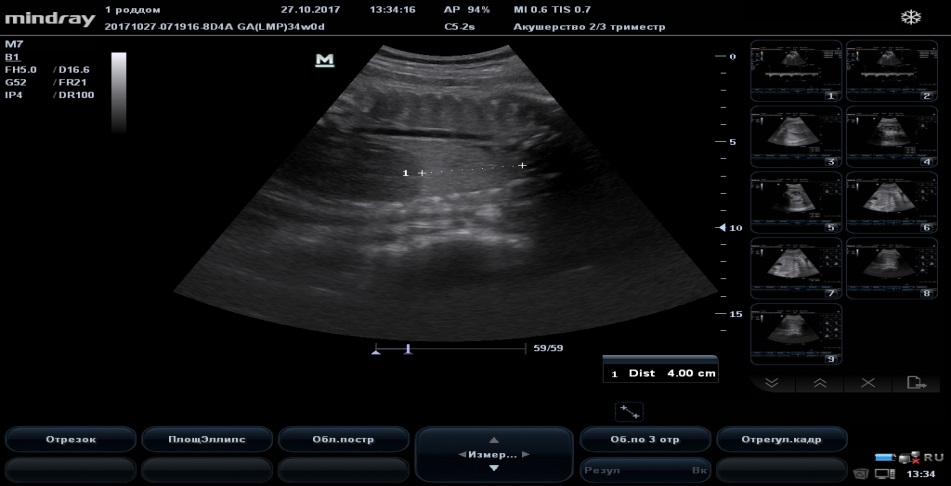 mindray
1 роддом 27.10.2017 13:34:16 AP 94% MI 0.6 TIS 0.7
20171027-071916-8D4A GA(LMP)34w0d C5-2s Акушерство 2/3 триместр
M7
B1
FH5.0 / D16.6
G52 / FR21
IP4 / DR100
M
0
5
10
15
1
1 2
3 4
5 6
7 8
9
59/59
1 Dist 4.00 cm
Отрезок ПлощЭллипс Обл.постр Измер... Об.по 3 отр Отрегул.кадр
Резул Вк
RU
13:34